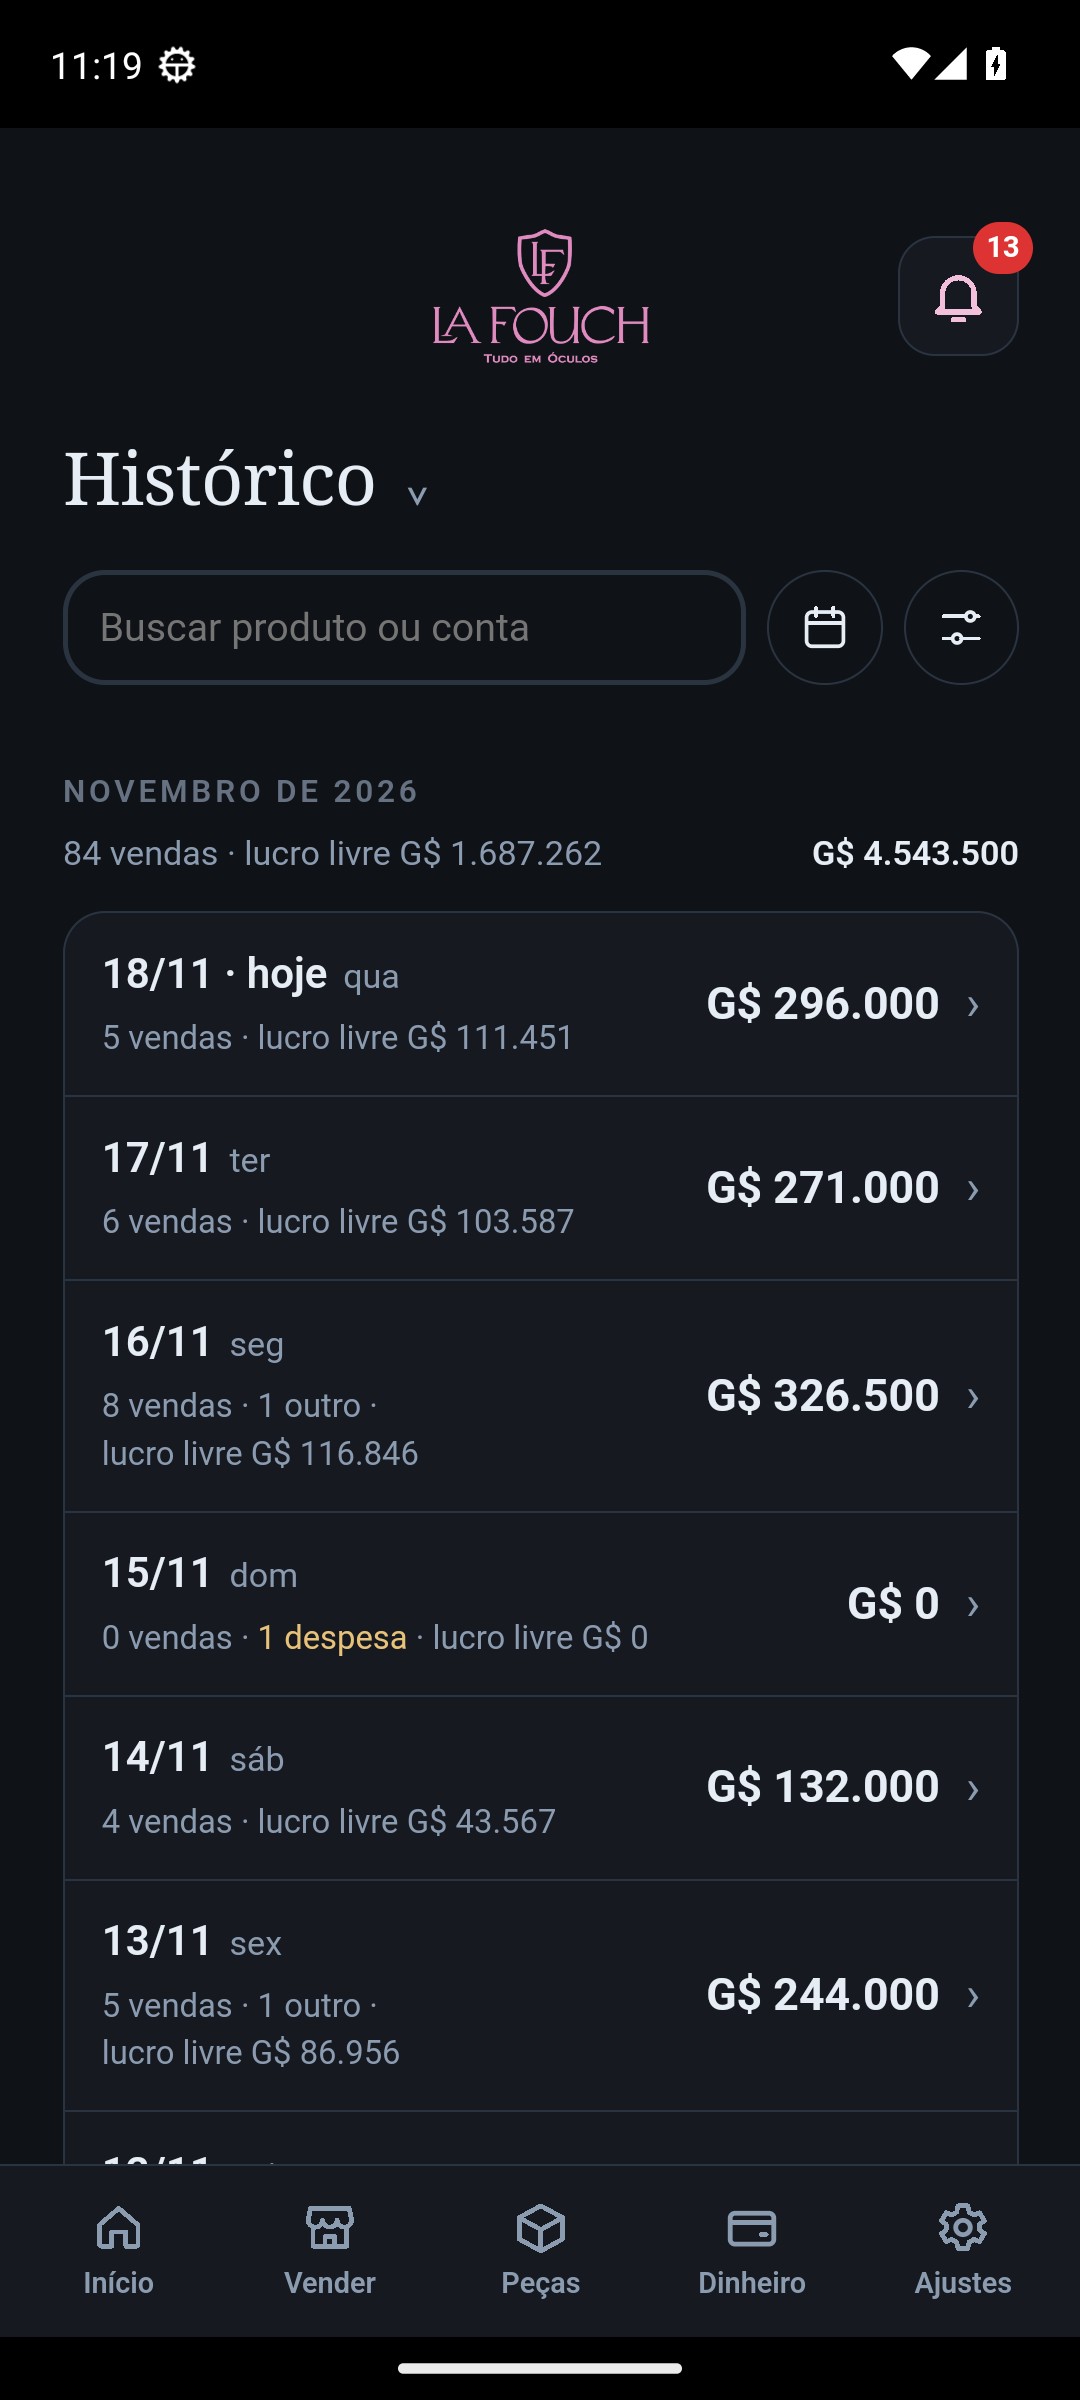 11:19
LF
LA FOUCH
TUDO EM ÓCULOS
13
Histórico
Buscar produto ou conta
NOVEMBRO DE 2026
84 vendas · lucro livre G$ 1.687.262
G$ 4.543.500
18/11 · hoje qua
5 vendas · lucro livre G$ 111.451
G$ 296.000 ›
17/11 ter
6 vendas · lucro livre G$ 103.587
G$ 271.000 ›
16/11 seg
8 vendas · 1 outro ·
lucro livre G$ 116.846
G$ 326.500 ›
15/11 dom
0 vendas · 1 despesa · lucro livre G$ 0
G$ 0 ›
14/11 sáb
4 vendas · lucro livre G$ 43.567
G$ 132.000 ›
13/11 sex
5 vendas · 1 outro ·
lucro livre G$ 86.956
G$ 244.000 ›
Início
Vender
Peças
Dinheiro
Ajustes